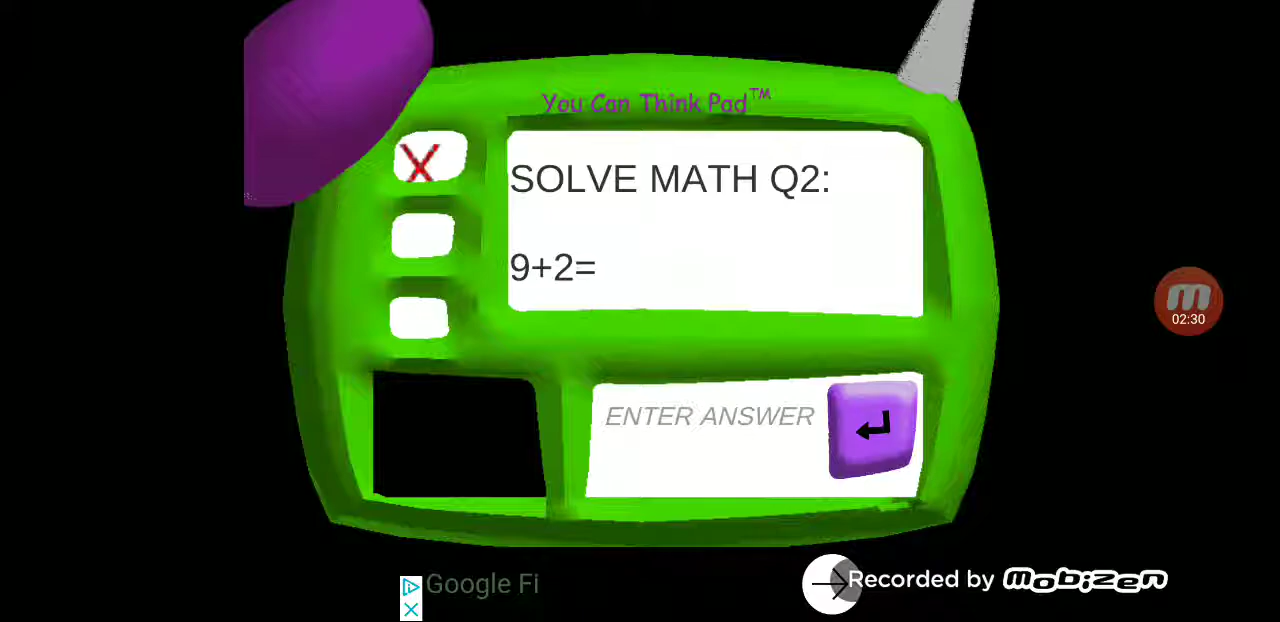 You Can Think Pad™
X
SOLVE MATH Q2:
9+2=
ENTER ANSWER
02:30
Google Fi
Recorded by Mobizen